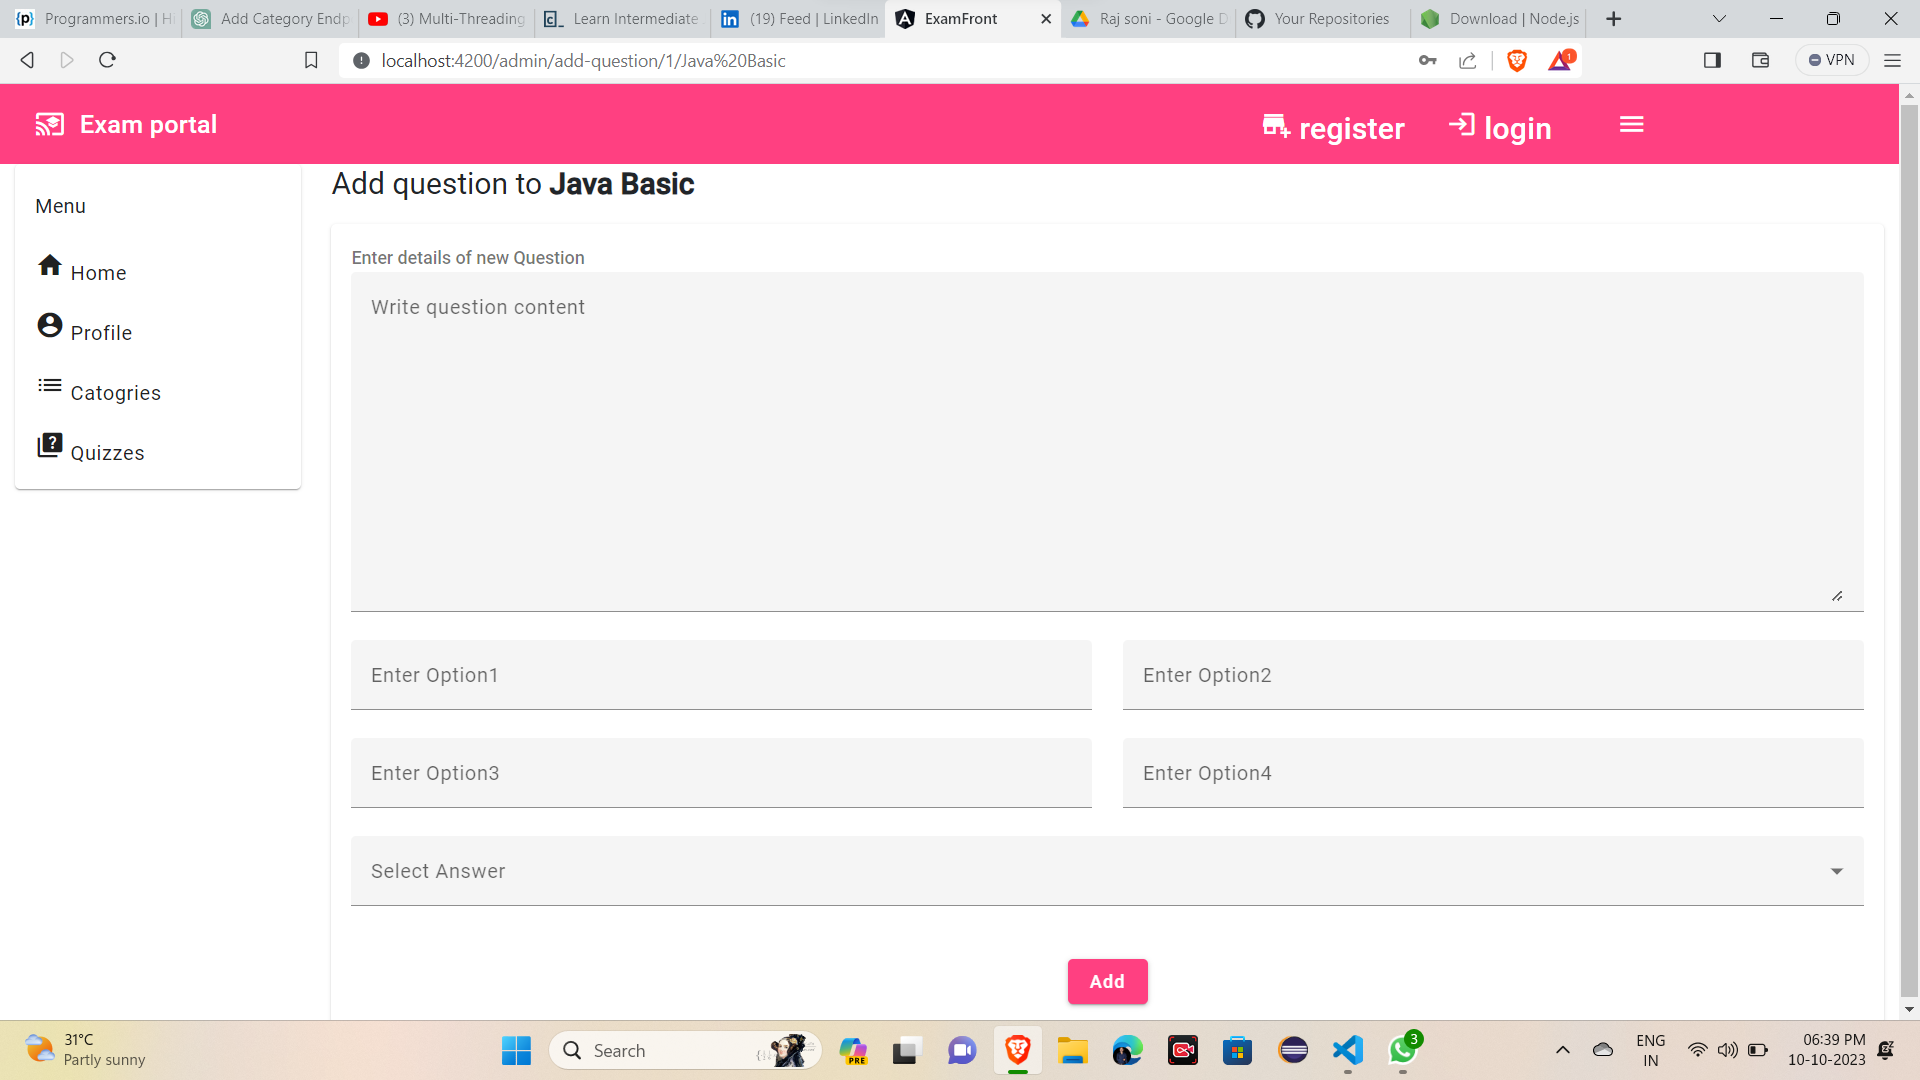 Programmers.io | Hi
Add Category Endp
(3) Multi-Threading
Learn Intermediate
(19) Feed | LinkedIn
ExamFront
Raj soni - Google D
Your Repositories
Download | Node.js
localhost:4200/admin/add-question/1/Java%20Basic
1
VPN
Exam portal
register
login
Menu
Home
Profile
Catogries
Quizzes
Add question to Java Basic
Enter details of new Question
Write question content
Enter Option1
Enter Option2
Enter Option3
Enter Option4
Select Answer
Add
31°C
Partly sunny
Search
PRE
3
ENG
IN
06:39 PM
10-10-2023